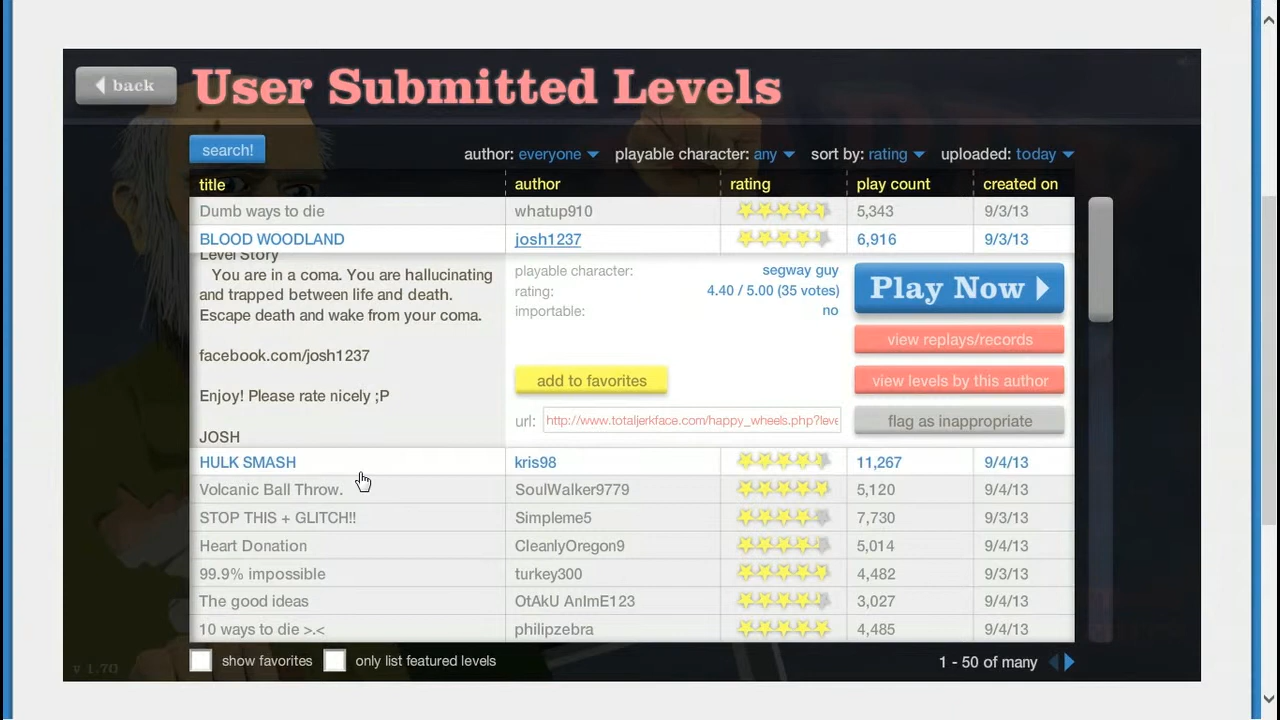 back
User Submitted Levels
search!
author: everyone playable character: any sort by: rating uploaded: today
title author rating play count created on
Dumb ways to die whatup910 5,343 9/3/13
BLOOD WOODLAND josh1237 6,916 9/3/13
Level Story
You are in a coma. You are hallucinating
and trapped between life and death.
Escape death and wake from your coma.
facebook.com/josh1237
Enjoy! Please rate nicely ;P
JOSH
playable character: segway guy
rating: 4.40 / 5.00 (35 votes)
importable: no
add to favorites
url: http://www.totaljerkface.com/happy_wheels.php?leve
Play Now
view replays/records
view levels by this author
flag as inappropriate
HULK SMASH kris98 11,267 9/4/13
Volcanic Ball Throw. SoulWalker9779 5,120 9/4/13
STOP THIS + GLITCH!! Simpleme5 7,730 9/3/13
Heart Donation CleanlyOregon9 5,014 9/4/13
99.9% impossible turkey300 4,482 9/3/13
The good ideas OtAkU AnImE123 3,027 9/4/13
10 ways to die >.< philipzebra 4,485 9/4/13
show favorites only list featured levels 1 - 50 of many
v 1.70